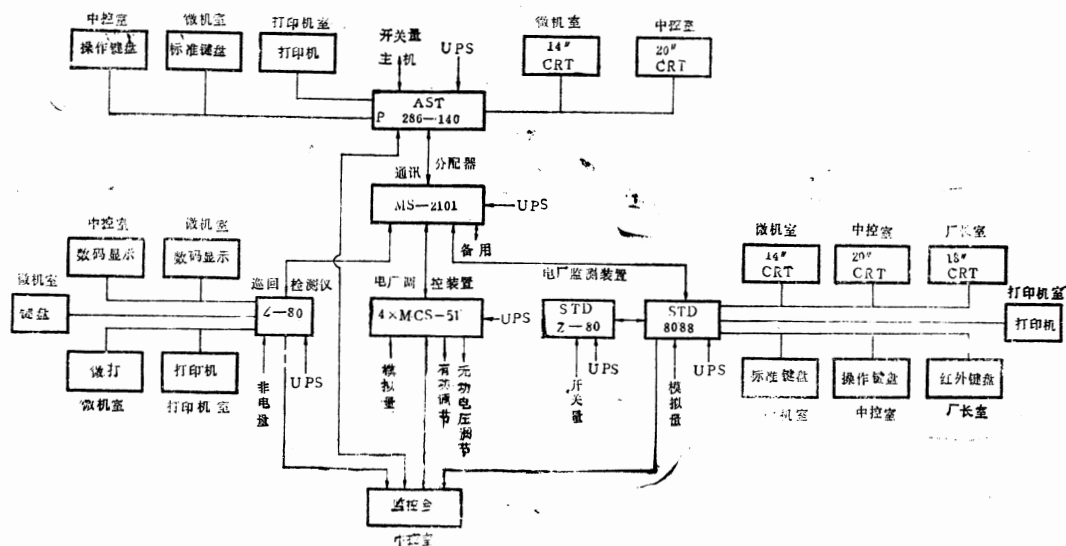 中控室
微机室
打印机室
开关量
主机
UPS
微机室
中控室
操作键盘
标准键盘
打印机
14″
CRT
20″
CRT
AST
P 286—140
通讯
分配器
MS—2101
UPS
备用
中控室
微机室
数码显示
数码显示
微机室
键盘
巡回
检测仪
Z—80
微打
打印机
微机室
打印机室
非电量
UPS
电厂调
控装置
4×MCS—51
UPS
模拟量
有功调节
无功电压调节
电厂监测装置
STD
Z—80
STD
8088
开关量
UPS
模拟量
UPS
微机室
中控室
厂长室
14″
CRT
20″
CRT
CRT
打印机室
打印机
标准键盘
操作键盘
红外键盘
机室
中控室
厂长室
监控台
中控室